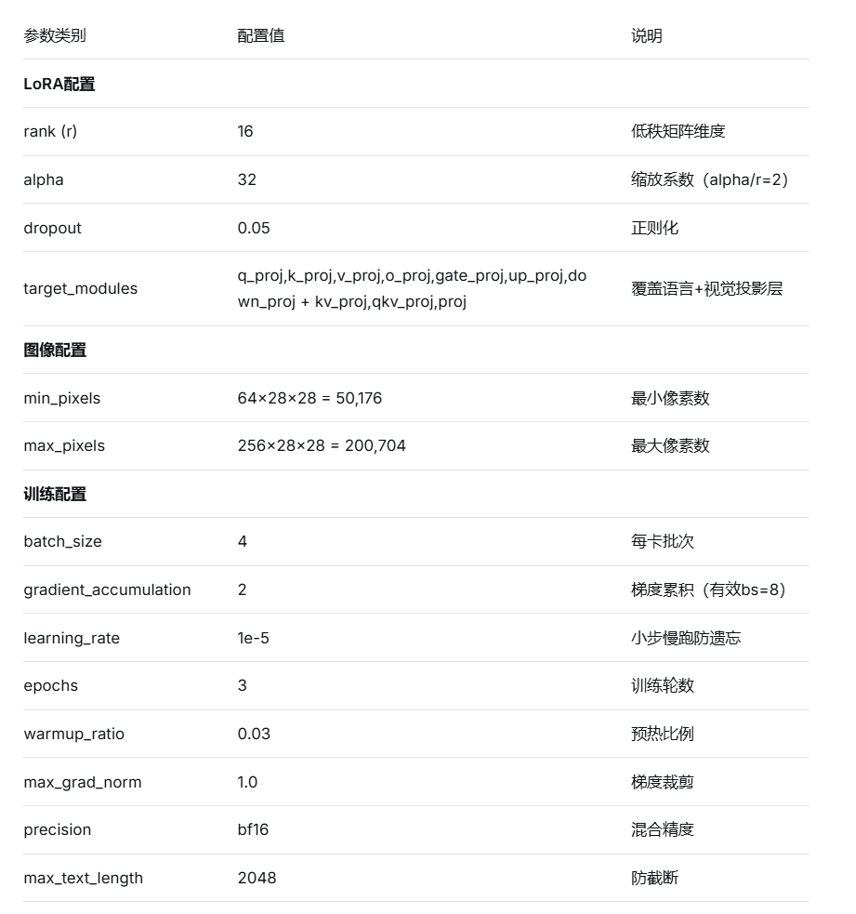 参数类别 配置值 说明
LoRA配置
rank (r) 16 低秩矩阵维度
alpha 32 缩放系数（alpha/r=2）
dropout 0.05 正则化
target_modules q_proj,k_proj,v_proj,o_proj,gate_proj,up_proj,do
wn_proj + kv_proj,qkv_proj,proj 覆盖语言+视觉投影层
图像配置
min_pixels 64×28×28 = 50,176 最小像素数
max_pixels 256×28×28 = 200,704 最大像素数
训练配置
batch_size 4 每卡批次
gradient_accumulation 2 梯度累积（有效bs=8）
learning_rate 1e-5 小步慢跑防遗忘
epochs 3 训练轮数
warmup_ratio 0.03 预热比例
max_grad_norm 1.0 梯度裁剪
precision bf16 混合精度
max_text_length 2048 防截断